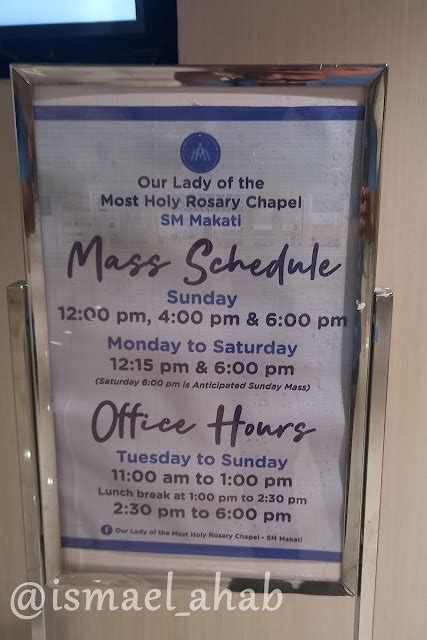 Our Lady of the
Most Holy Rosary Chapel
SM Makati
Mass Schedule
Sunday
12:00 pm, 4:00 pm & 6:00 pm
Monday to Saturday
12:15 pm & 6:00 pm
(Saturday 6:00 pm is Anticipated Sunday Mass)
Office Hours
Tuesday to Sunday
11:00 am to 1:00 pm
Lunch break at 1:00 pm to 2:30 pm
2:30 pm to 6:00 pm
f Our Lady of the Most Holy Rosary Chapel - SM Makati
@ismael_ahab